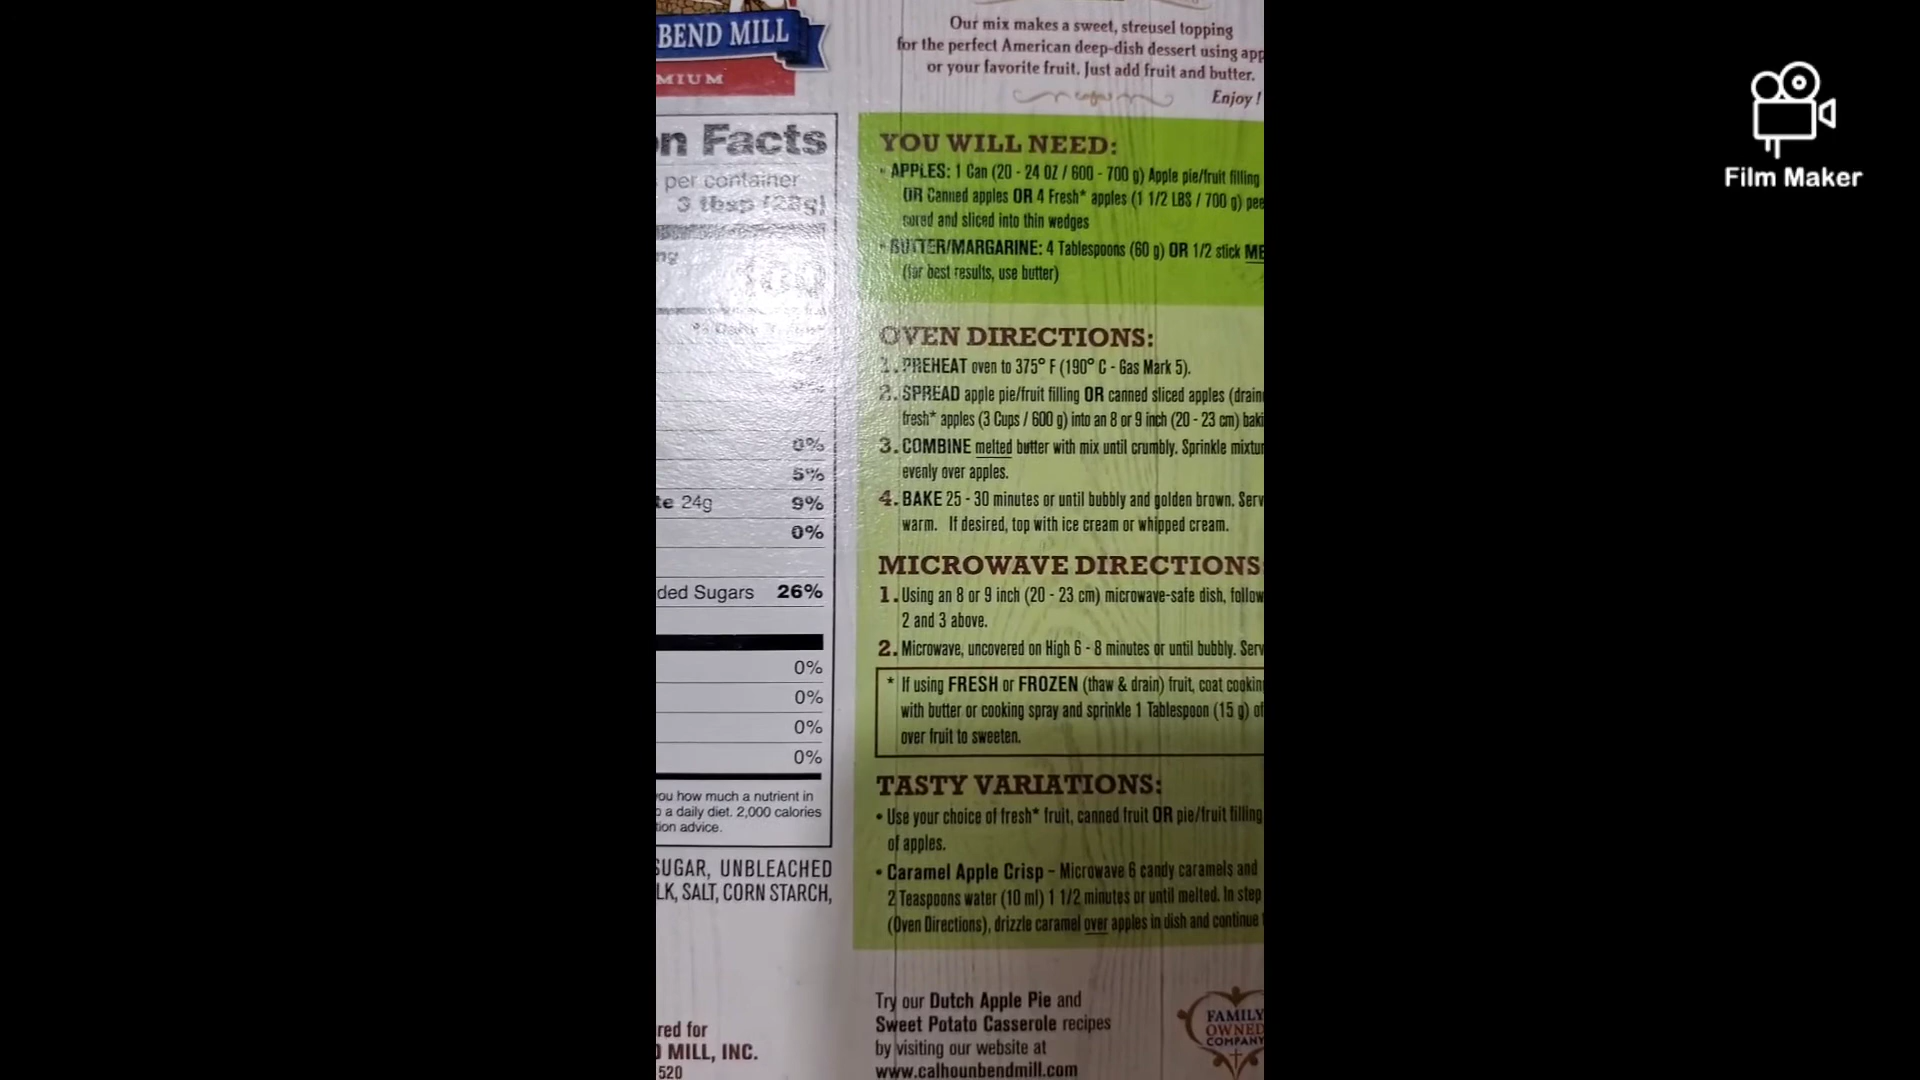 BEND MILL
MIUM
Our mix makes a sweet, streusel topping
for the perfect American deep-dish dessert using app
or your favorite fruit. Just add fruit and butter.
Enjoy!
n Facts
per container
3 tbsp (28g)
0%
5%
te 24g 9%
0%
ded Sugars 26%
0%
0%
0%
0%
ou how much a nutrient in
o a daily diet. 2,000 calories
tion advice.
SUGAR, UNBLEACHED
LK, SALT, CORN STARCH,
red for
D MILL, INC.
520
YOU WILL NEED:
• APPLES: 1 Can (20 - 24 OZ / 600 - 700 g) Apple pie/fruit filling
OR Canned apples OR 4 Fresh* apples (1 1/2 LBS / 700 g) pee
cored and sliced into thin wedges
• BUTTER/MARGARINE: 4 Tablespoons (60 g) OR 1/2 stick ME
(for best results, use butter)
OVEN DIRECTIONS:
1. PREHEAT oven to 375° F (190° C - Gas Mark 5).
2. SPREAD apple pie/fruit filling OR canned sliced apples (drain
fresh* apples (3 Cups / 600 g) into an 8 or 9 inch (20 - 23 cm) baki
3. COMBINE melted butter with mix until crumbly. Sprinkle mixtur
evenly over apples.
4. BAKE 25 - 30 minutes or until bubbly and golden brown. Serv
warm. If desired, top with ice cream or whipped cream.
MICROWAVE DIRECTIONS:
1. Using an 8 or 9 inch (20 - 23 cm) microwave-safe dish, follow
2 and 3 above.
2. Microwave, uncovered on High 6 - 8 minutes or until bubbly. Serv
* If using FRESH or FROZEN (thaw & drain) fruit, coat cookin
with butter or cooking spray and sprinkle 1 Tablespoon (15 g) of
over fruit to sweeten.
TASTY VARIATIONS:
• Use your choice of fresh* fruit, canned fruit OR pie/fruit filling
of apples.
• Caramel Apple Crisp - Microwave 6 candy caramels and
2 Teaspoons water (10 ml) 1 1/2 minutes or until melted. In step
(Oven Directions), drizzle caramel over apples in dish and continue
Try our Dutch Apple Pie and
Sweet Potato Casserole recipes
by visiting our website at
www.calhounbendmill.com
FAMILY
OWNED
COMPANY
Film Maker